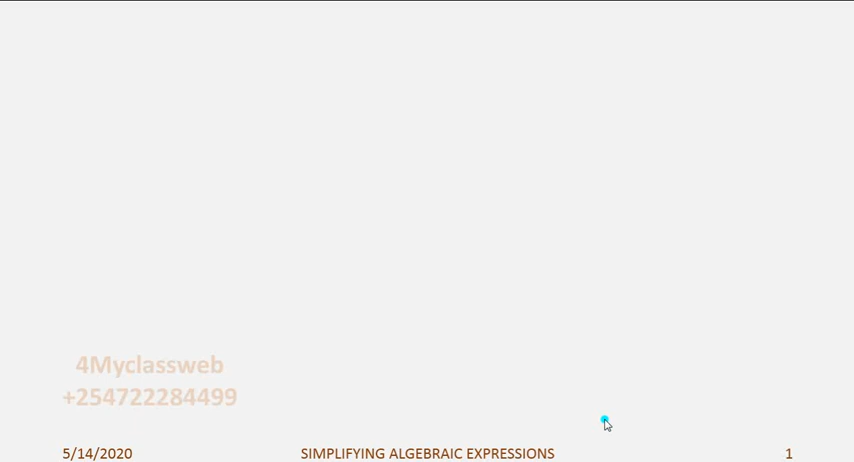 4Myclassweb
+254722284499
5/14/2020 SIMPLIFYING ALGEBRAIC EXPRESSIONS 1